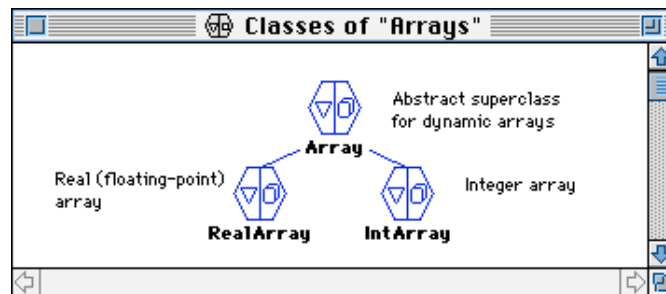 Classes of "Arrays"
Abstract superclass
for dynamic arrays
Array
Real (floating-point)
array
Integer array
RealArray
IntArray